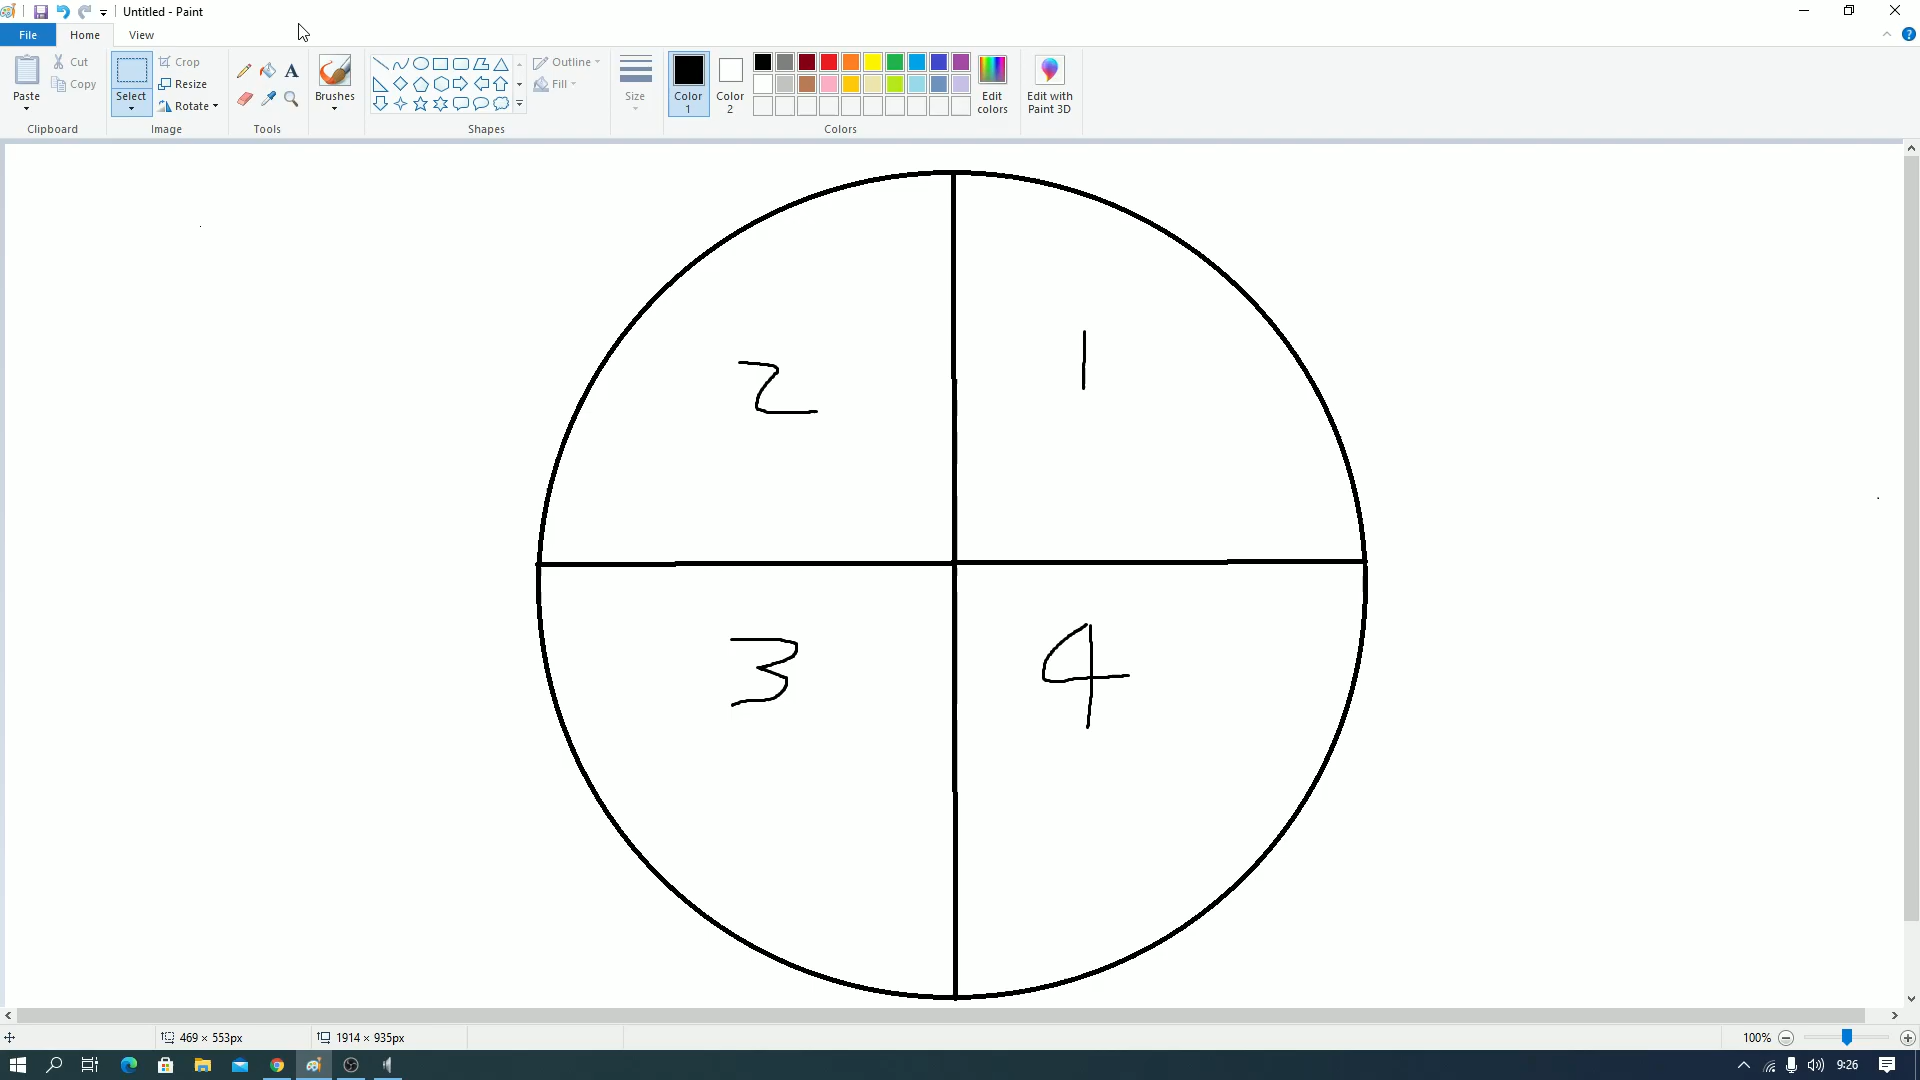 Untitled - Paint
File Home View
Paste
Cut
Copy
Clipboard
Select
Crop
Resize
Rotate
Image
A
Tools
Brushes
Shapes
Outline
Fill
Size
Color 1
Color 2
Colors
Edit colors
Edit with Paint 3D
?
2 1
3 4
469 × 553px
1914 × 935px
100%
9:26